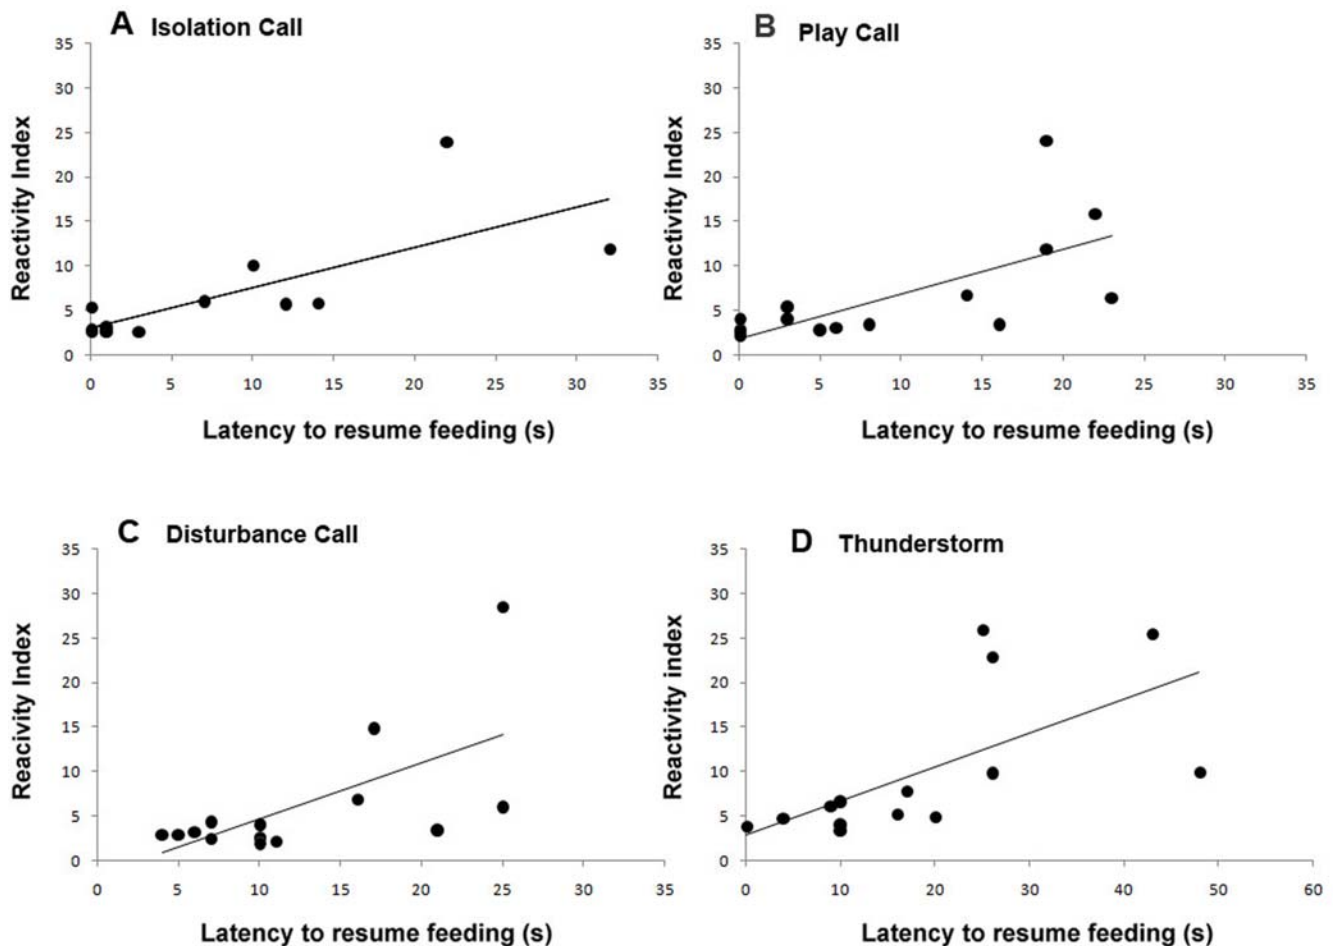 A Isolation Call
35
30
25
20
15
10
5
0
Reactivity Index
0 5 10 15 20 25 30 35
Latency to resume feeding (s)
B Play Call
35
30
25
20
15
10
5
0
Reactivity Index
0 5 10 15 20 25 30 35
Latency to resume feeding (s)
C Disturbance Call
35
30
25
20
15
10
5
0
Reacivity Index
0 5 10 15 20 25 30 35
Latency to resume feeding (s)
D Thunderstorm
35
30
25
20
15
10
5
0
Reactivity index
0 10 20 30 40 50 60
Latency to resume feeding (s)